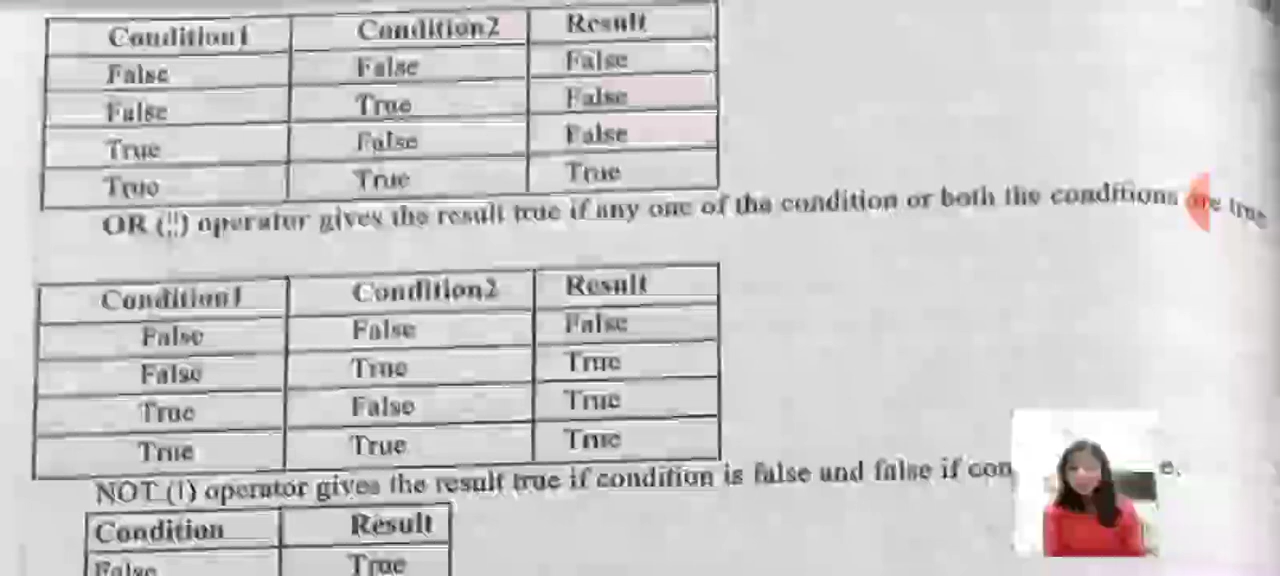 Condition1 Condition2 Result
False False False
False True False
True False False
True True True
OR (¦¦) operator gives the result true if any one of the condition or both the conditions are true
Condition1 Condition2 Result
False False False
False True True
True False True
True True True
NOT (!) operator gives the result true if condition is false and false if con e.
Condition Result
False True